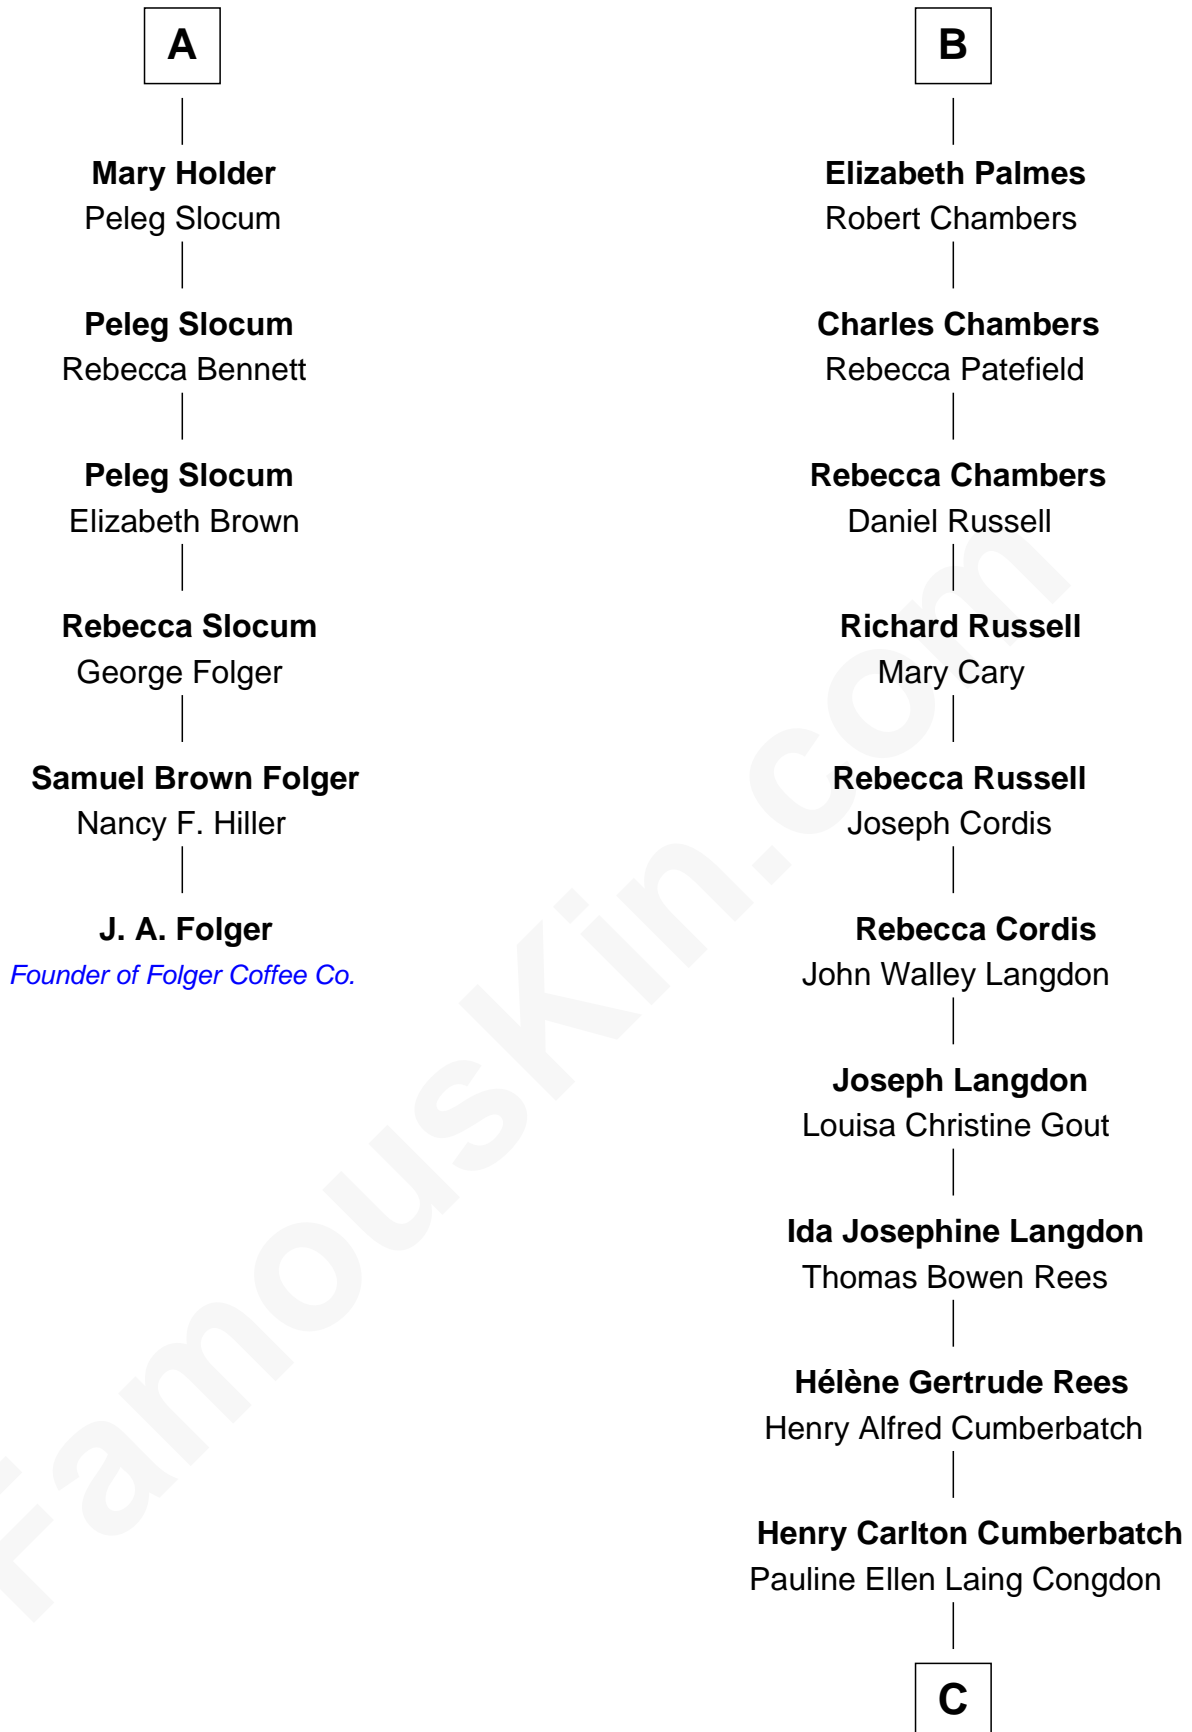 A
Mary Holder
Peleg Slocum
Peleg Slocum
Rebecca Bennett
Peleg Slocum
Elizabeth Brown
Rebecca Slocum
George Folger
Samuel Brown Folger
Nancy F. Hiller
J. A. Folger
Founder of Folger Coffee Co.
B
Elizabeth Palmes
Robert Chambers
Charles Chambers
Rebecca Patefield
Rebecca Chambers
Daniel Russell
Richard Russell
Mary Cary
Rebecca Russell
Joseph Cordis
Rebecca Cordis
John Walley Langdon
Joseph Langdon
Louisa Christine Gout
Ida Josephine Langdon
Thomas Bowen Rees
Hélène Gertrude Rees
Henry Alfred Cumberbatch
Henry Carlton Cumberbatch
Pauline Ellen Laing Congdon
C
FamousKin.com